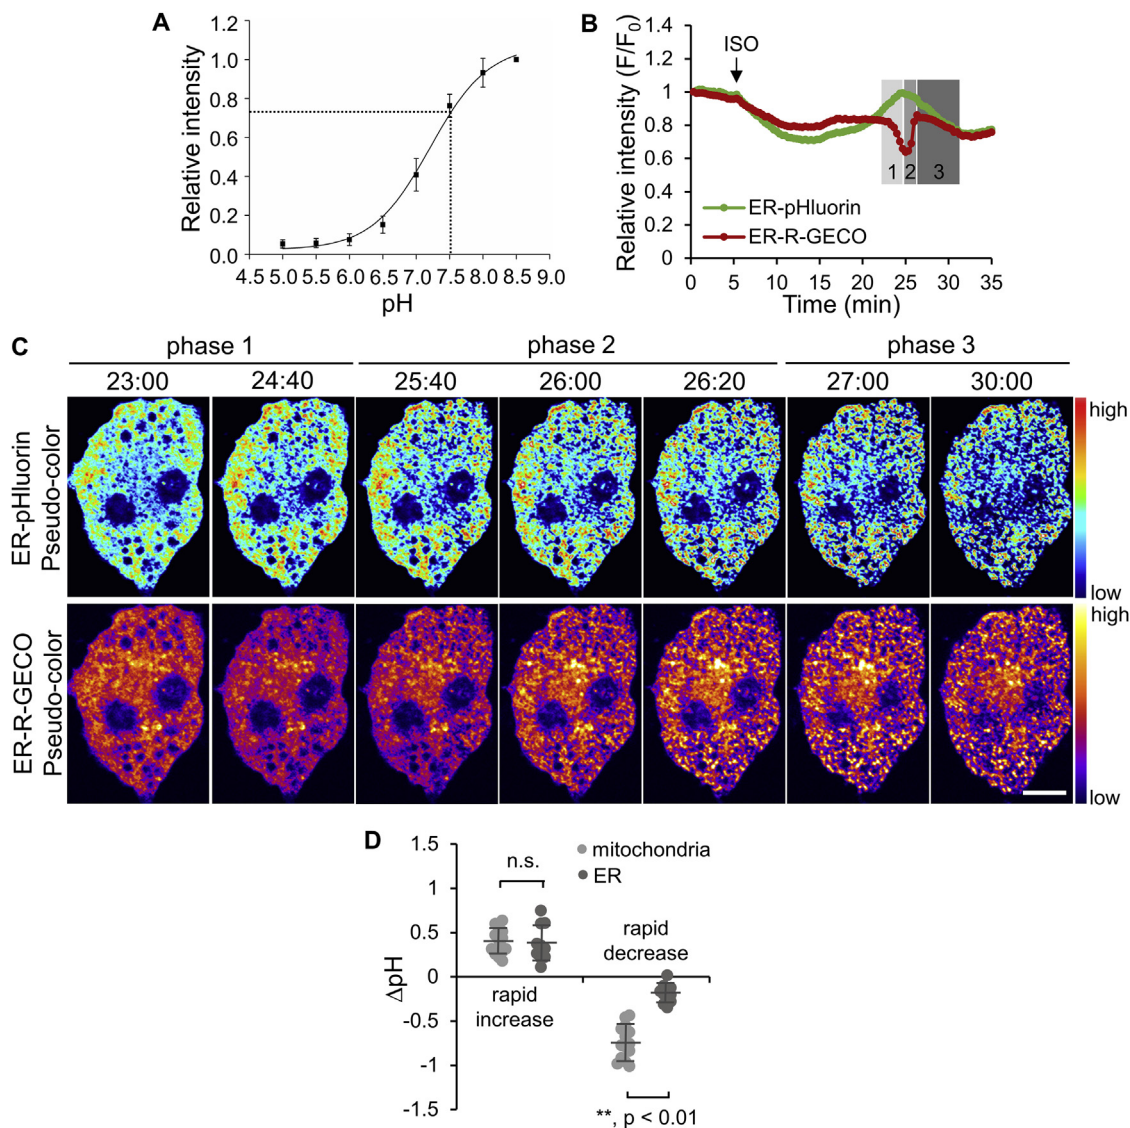 A
Relative intensity
1.2
1.0
0.8
0.6
0.4
0.2
0.0
4.5 5.0 5.5 6.0 6.5 7.0 7.5 8.0 8.5 9.0
pH
B
Relative intensity (F/F0)
1.4
1.2
1
0.8
0.6
0.4
0.2
0
ISO
1 2 3
ER-pHluorin
ER-R-GECO
0 5 10 15 20 25 30 35
Time (min)
C
phase 1 phase 2 phase 3
23:00 24:40 25:40 26:00 26:20 27:00 30:00
ER-pHluorin
Pseudo-color
high
low
ER-R-GECO
Pseudo-color
high
low
D
ΔpH
1.5
1
0.5
0
-0.5
-1
-1.5
n.s.
mitochondria
ER
rapid
decrease
rapid
increase
**, p < 0.01